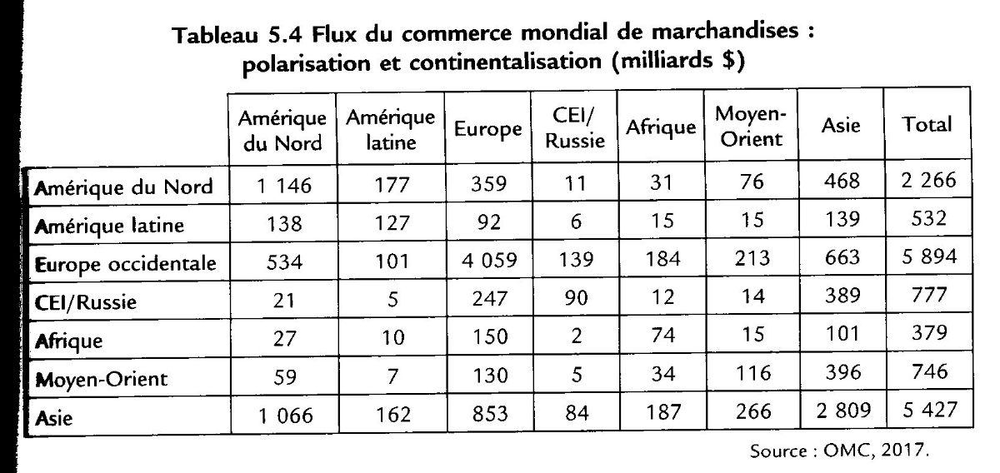 Tableau 5.4 Flux du commerce mondial de marchandises :
polarisation et continentalisation (milliards $)
Amérique du Nord Amérique latine Europe CEI/Russie Afrique Moyen-Orient Asie Total
Amérique du Nord 1 146 177 359 11 31 76 468 2 266
Amérique latine 138 127 92 6 15 15 139 532
Europe occidentale 534 101 4 059 139 184 213 663 5 894
CEI/Russie 21 5 247 90 12 14 389 777
Afrique 27 10 150 2 74 15 101 379
Moyen-Orient 59 7 130 5 34 116 396 746
Asie 1 066 162 853 84 187 266 2 809 5 427
Source : OMC, 2017.